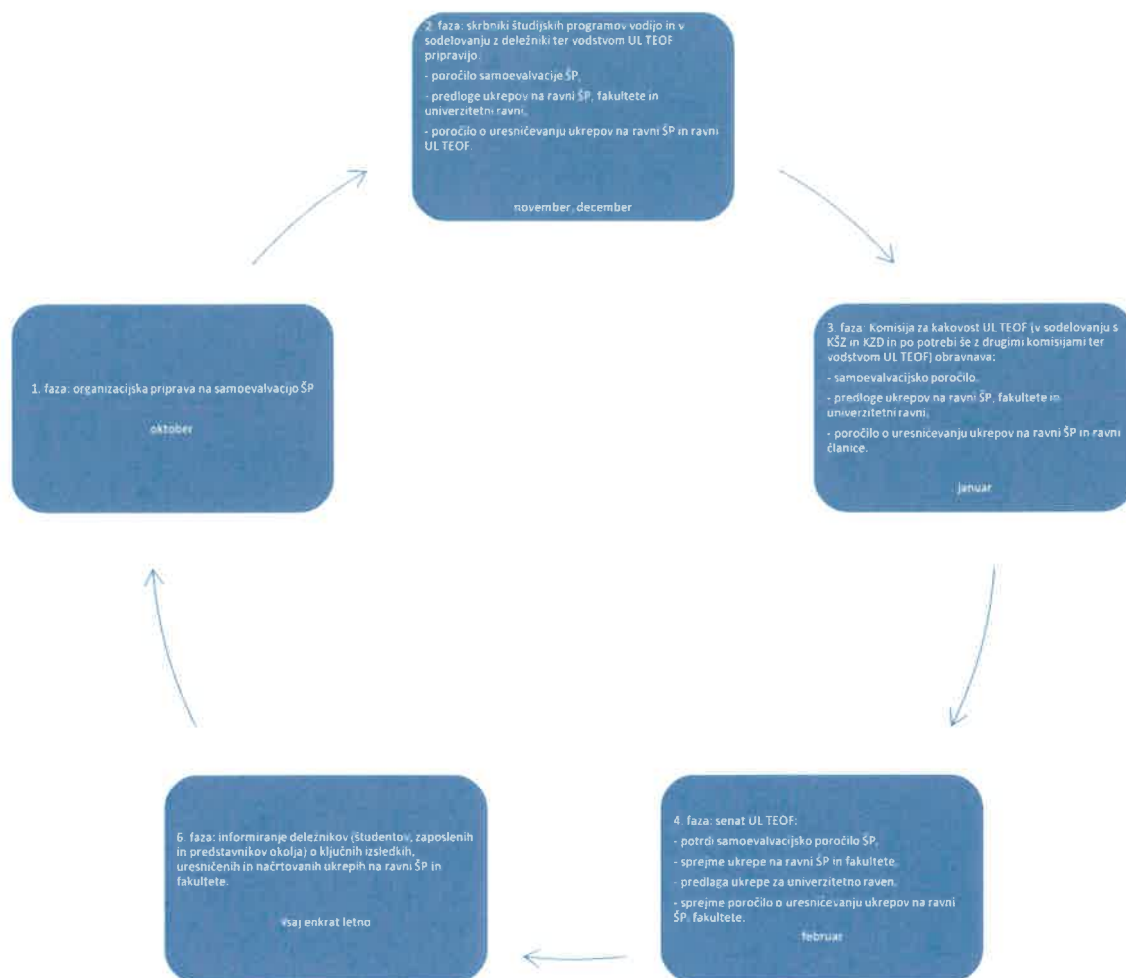 2. faza: skrbniki študijskih programov vodijo in v
sodelovanju z deležniki ter vodstvom UL TEOF
pripravijo
- poročilo samoevalvacije ŠP,
- predloge ukrepov na ravni ŠP, fakultete in
univerzitetni ravni,
- poročilo o uresničevanju ukrepov na ravni ŠP in ravni
UL TEOF.
november, december
1. faza: organizacijska priprava na samoevalvacijo ŠP
oktober
3. faza: Komisija za kakovost UL TEOF (v sodelovanju s
KŠZ in KZD in po potrebi še z drugimi komisijami ter
vodstvom UL TEOF) obravnava:
- samoevalvacijsko poročilo,
- predloge ukrepov na ravni ŠP, fakultete in
univerzitetni ravni,
- poročilo o uresničevanju ukrepov na ravni ŠP in ravni
članice.
januar
6. faza: informiranje deležnikov (študentov, zaposlenih
in predstavnikov okolja) o ključnih izsledkih,
uresničenih in načrtovanih ukrepih na ravni ŠP in
fakultete.
vsaj enkrat letno
4. faza: senat UL TEOF:
- potrdi samoevalvacijsko poročilo ŠP,
- sprejme ukrepe na ravni ŠP in fakultete,
- predlaga ukrepe za univerzitetno raven,
- sprejme poročilo o uresničevanju ukrepov na ravni
ŠP, fakultete.
februar